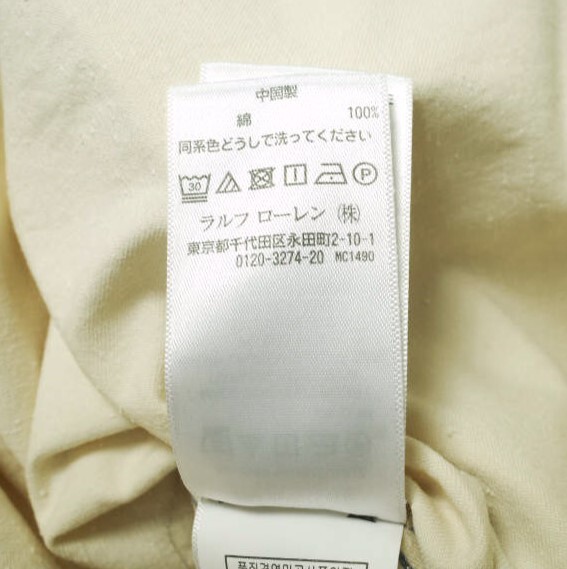 中国製
綿 100%
同系色どうしで洗ってください
30 P
ラルフ ローレン (株)
東京都千代田区永田町2-10-1
0120-3274-20 MC1490